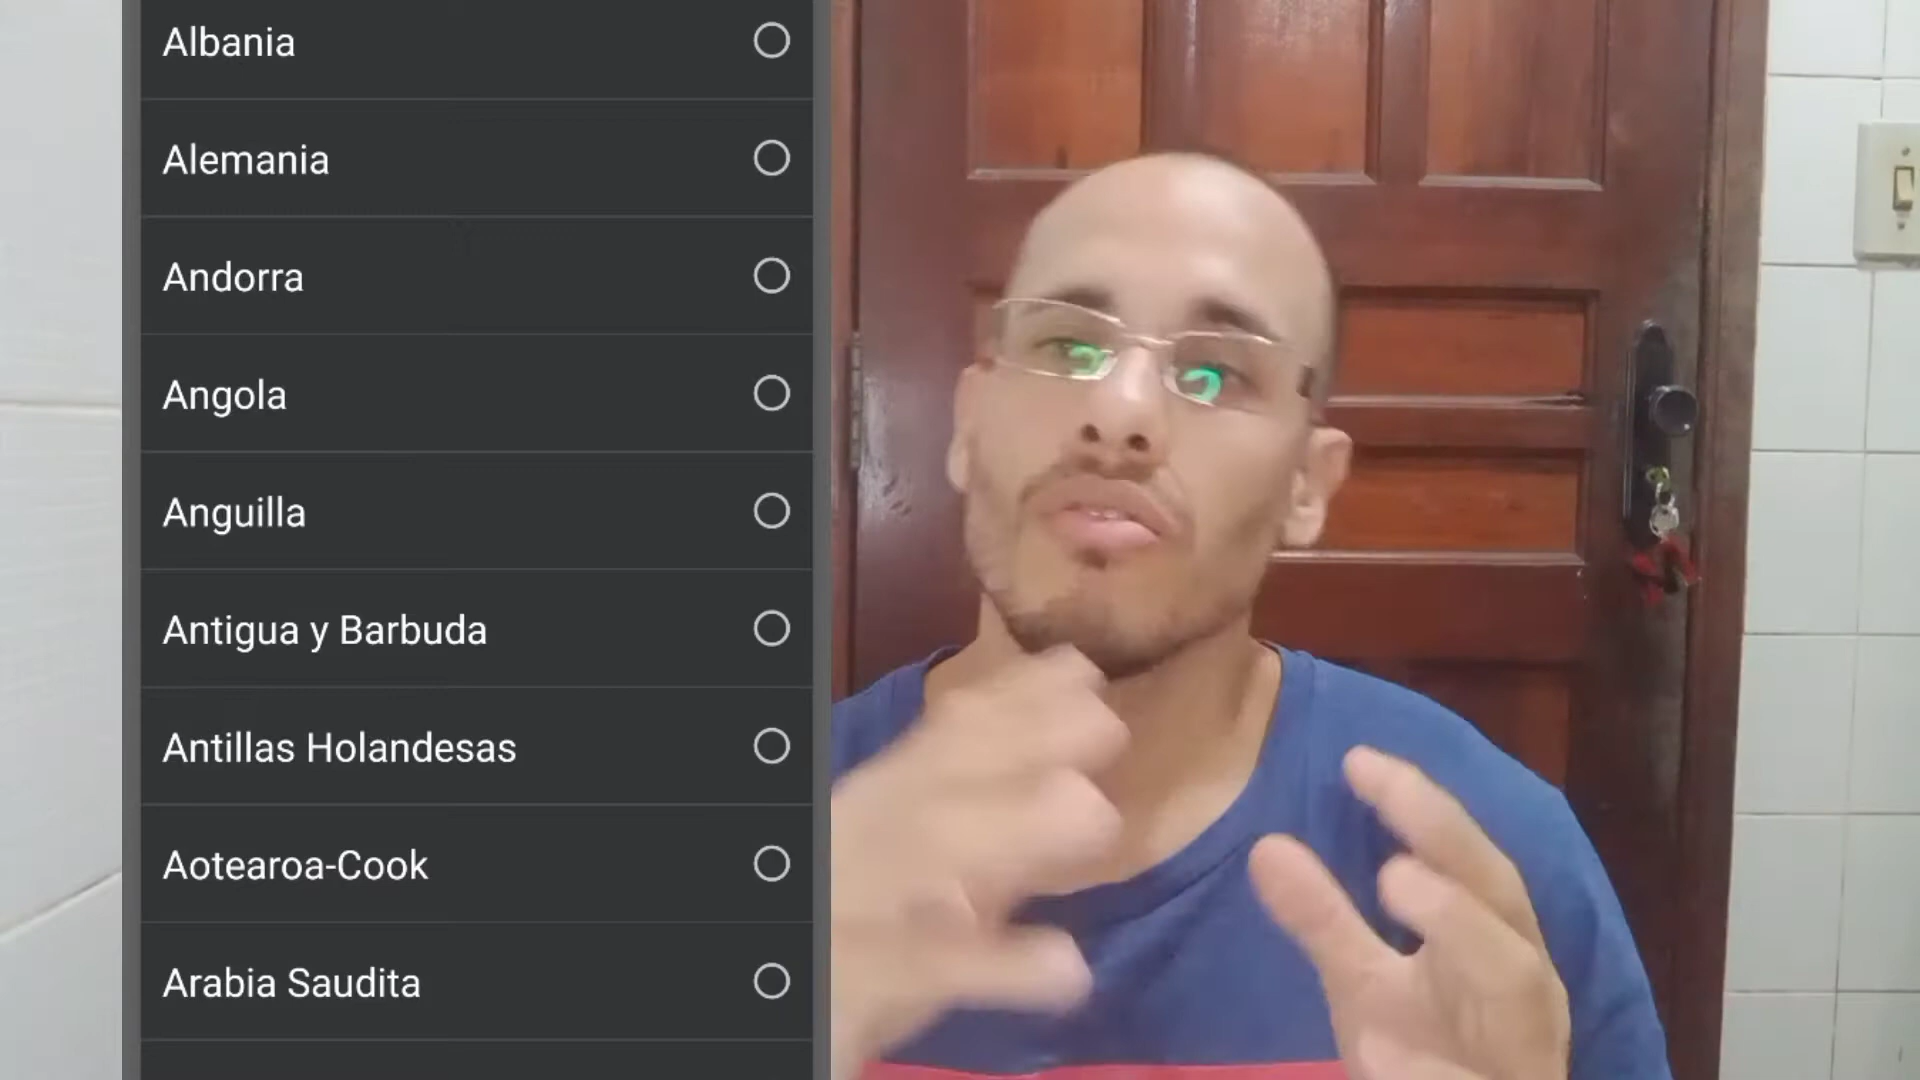 Albania
Alemania
Andorra
Angola
Anguilla
Antigua y Barbuda
Antillas Holandesas
Aotearoa-Cook
Arabia Saudita